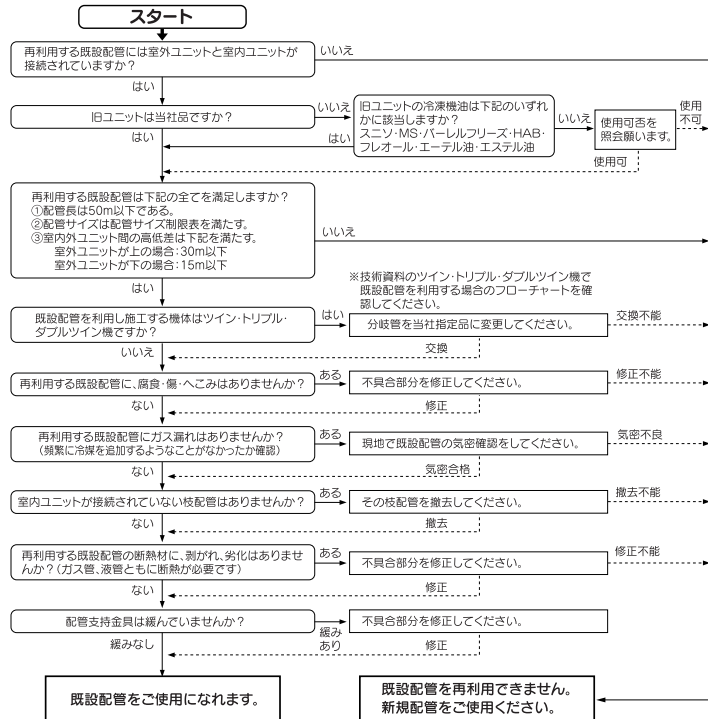 スタート
再利用する既設配管には室外ユニットと室内ユニットが
接続されていますか？
いいえ
はい
旧ユニットは当社品ですか？
いいえ
はい
旧ユニットの冷凍機油は下記のいずれ
かに該当しますか？
スニソ・MS・バーレルフリーズ・HAB・
フレオール・エーテル油・エステル油
いいえ
はい
使用可否を
照会願います。
使用
不可
使用可
再利用する既設配管は下記の全てを満足しますか？
①配管長は50m以下である。
②配管サイズは配管サイズ制限表を満たす。
③室内外ユニット間の高低差は下記を満たす。
室外ユニットが上の場合：30m以下
室外ユニットが下の場合：15m以下
いいえ
はい
※技術資料のツイン・トリプル・ダブルツイン機で
既設配管を利用する場合のフローチャートを確
認してください。
既設配管を利用し施工する機体はツイン・トリプル・
ダブルツイン機ですか？
はい
分岐管を当社指定品に変更してください。
交換不能
交換
いいえ
再利用する既設配管に、腐食・傷・へこみはありませんか？
ある
不具合部分を修正してください。
修正不能
修正
ない
再利用する既設配管にガス漏れはありませんか？
（頻繁に冷媒を追加するようなことがなかったか確認）
ある
現地で既設配管の気密確認をしてください。
気密不良
気密合格
ない
室内ユニットが接続されていない枝配管はありませんか？
ある
その枝配管を撤去してください。
撤去不能
撤去
ない
再利用する既設配管の断熱材に、剥がれ、劣化はありませ
んか？（ガス管、液管ともに断熱が必要です）
ある
不具合部分を修正してください。
修正不能
修正
ない
配管支持金具は緩んでいませんか？
緩み
あり
不具合部分を修正してください。
修正
緩みなし
既設配管をご使用になれます。
既設配管を再利用できません。
新規配管をご使用ください。